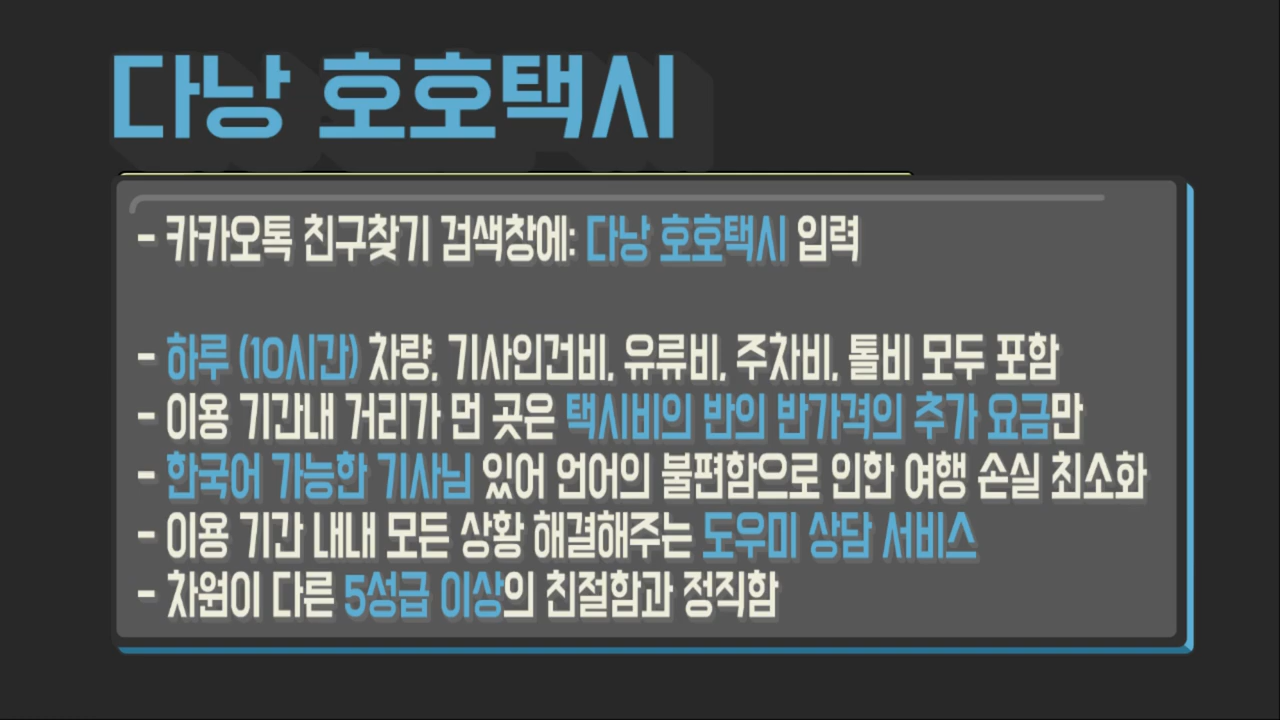 다낭 호호택시
- 카카오톡 친구찾기 검색창에: 다낭 호호택시 입력
- 하루 (10시간) 차량, 기사인건비, 유류비, 주차비, 톨비 모두 포함
- 이용 기간내 거리가 먼 곳은 택시비의 반의 반가격의 추가 요금만
- 한국어 가능한 기사님 있어 언어의 불편함으로 인한 여행 손실 최소화
- 이용 기간 내내 모든 상황 해결해주는 도우미 상담 서비스
- 차원이 다른 5성급 이상의 친절함과 정직함